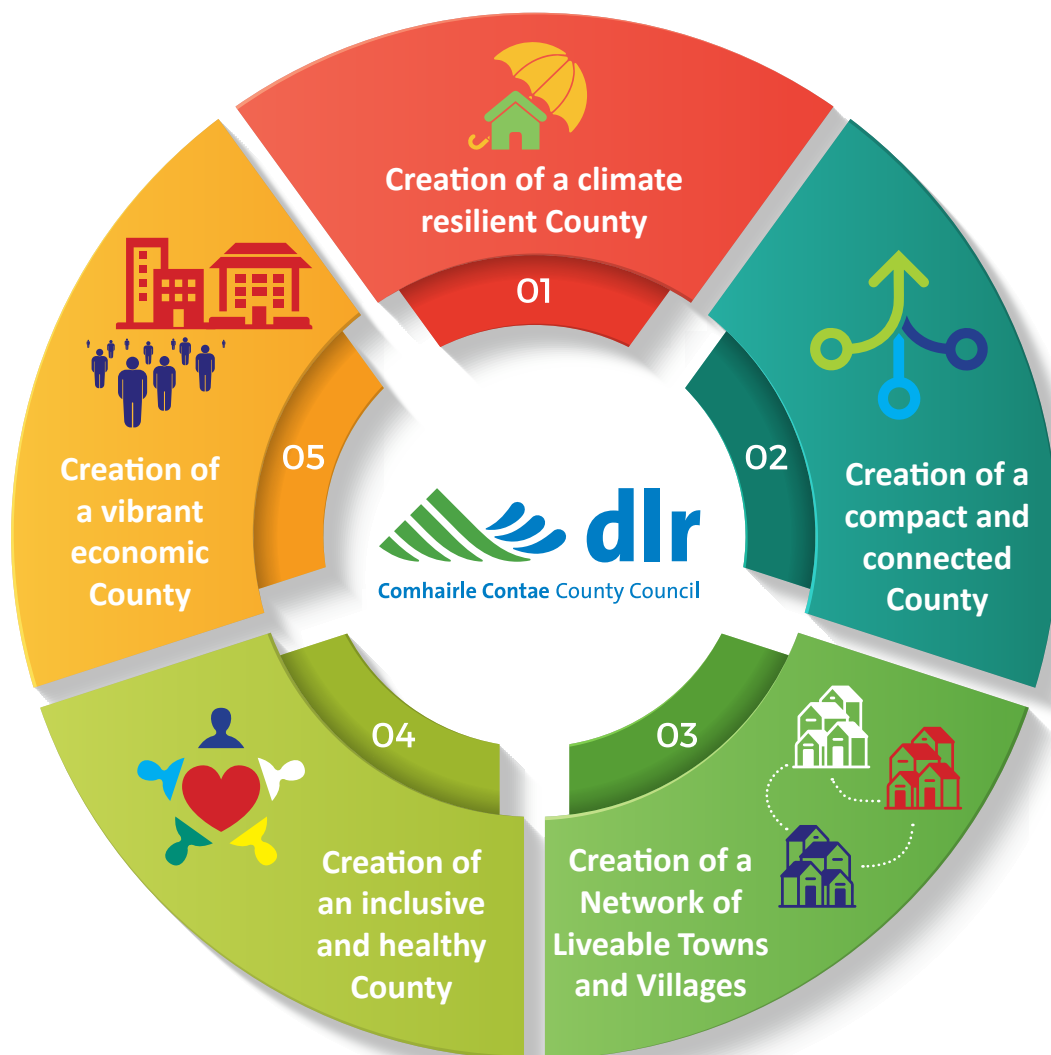 Creation of a climate
resilient County
01
02
Creation of a
compact and
connected
County
03
Creation of a
Network of
Liveable Towns
and Villages
04
Creation of
an inclusive
and healthy
County
05
Creation of
a vibrant
economic
County
dlr
Comhairle Contae County Council